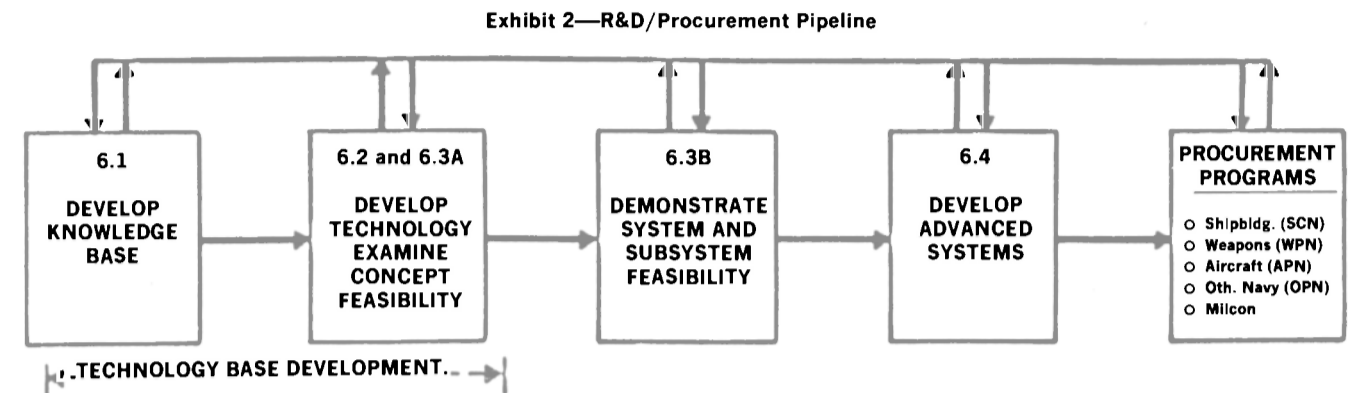 Exhibit 2—R&D/Procurement Pipeline
6.1
DEVELOP
KNOWLEDGE
BASE
6.2 and 6.3A
DEVELOP
TECHNOLOGY
EXAMINE
CONCEPT
FEASIBILITY
6.3B
DEMONSTRATE
SYSTEM AND
SUBSYSTEM
FEASIBILITY
6.4
DEVELOP
ADVANCED
SYSTEMS
PROCUREMENT
PROGRAMS
○ Shipbldg. (SCN)
○ Weapons (WPN)
○ Aircraft (APN)
○ Oth. Navy (OPN)
○ Milcon
TECHNOLOGY BASE DEVELOPMENT